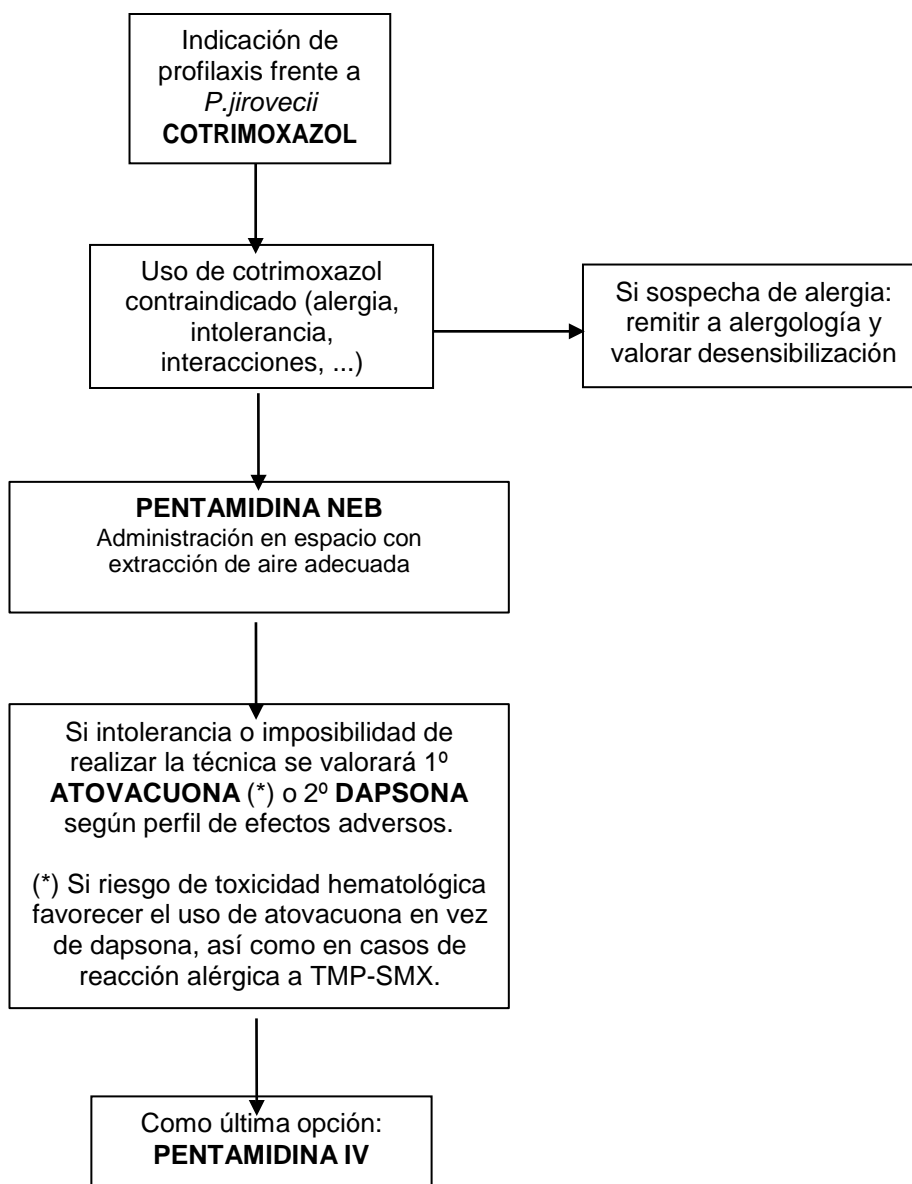 Indicación de
profilaxis frente a
P.jirovecii
COTRIMOXAZOL
Uso de cotrimoxazol
contraindicado (alergia,
intolerancia,
interacciones, ...)
Si sospecha de alergia:
remitir a alergología y
valorar desensibilización
PENTAMIDINA NEB
Administración en espacio con
extracción de aire adecuada
Si intolerancia o imposibilidad de
realizar la técnica se valorará 1º
ATOVACUONA (*) o 2º DAPSONA
según perfil de efectos adversos.
(*) Si riesgo de toxicidad hematológica
favorecer el uso de atovacuona en vez
de dapsona, así como en casos de
reacción alérgica a TMP-SMX.
Como última opción:
PENTAMIDINA IV